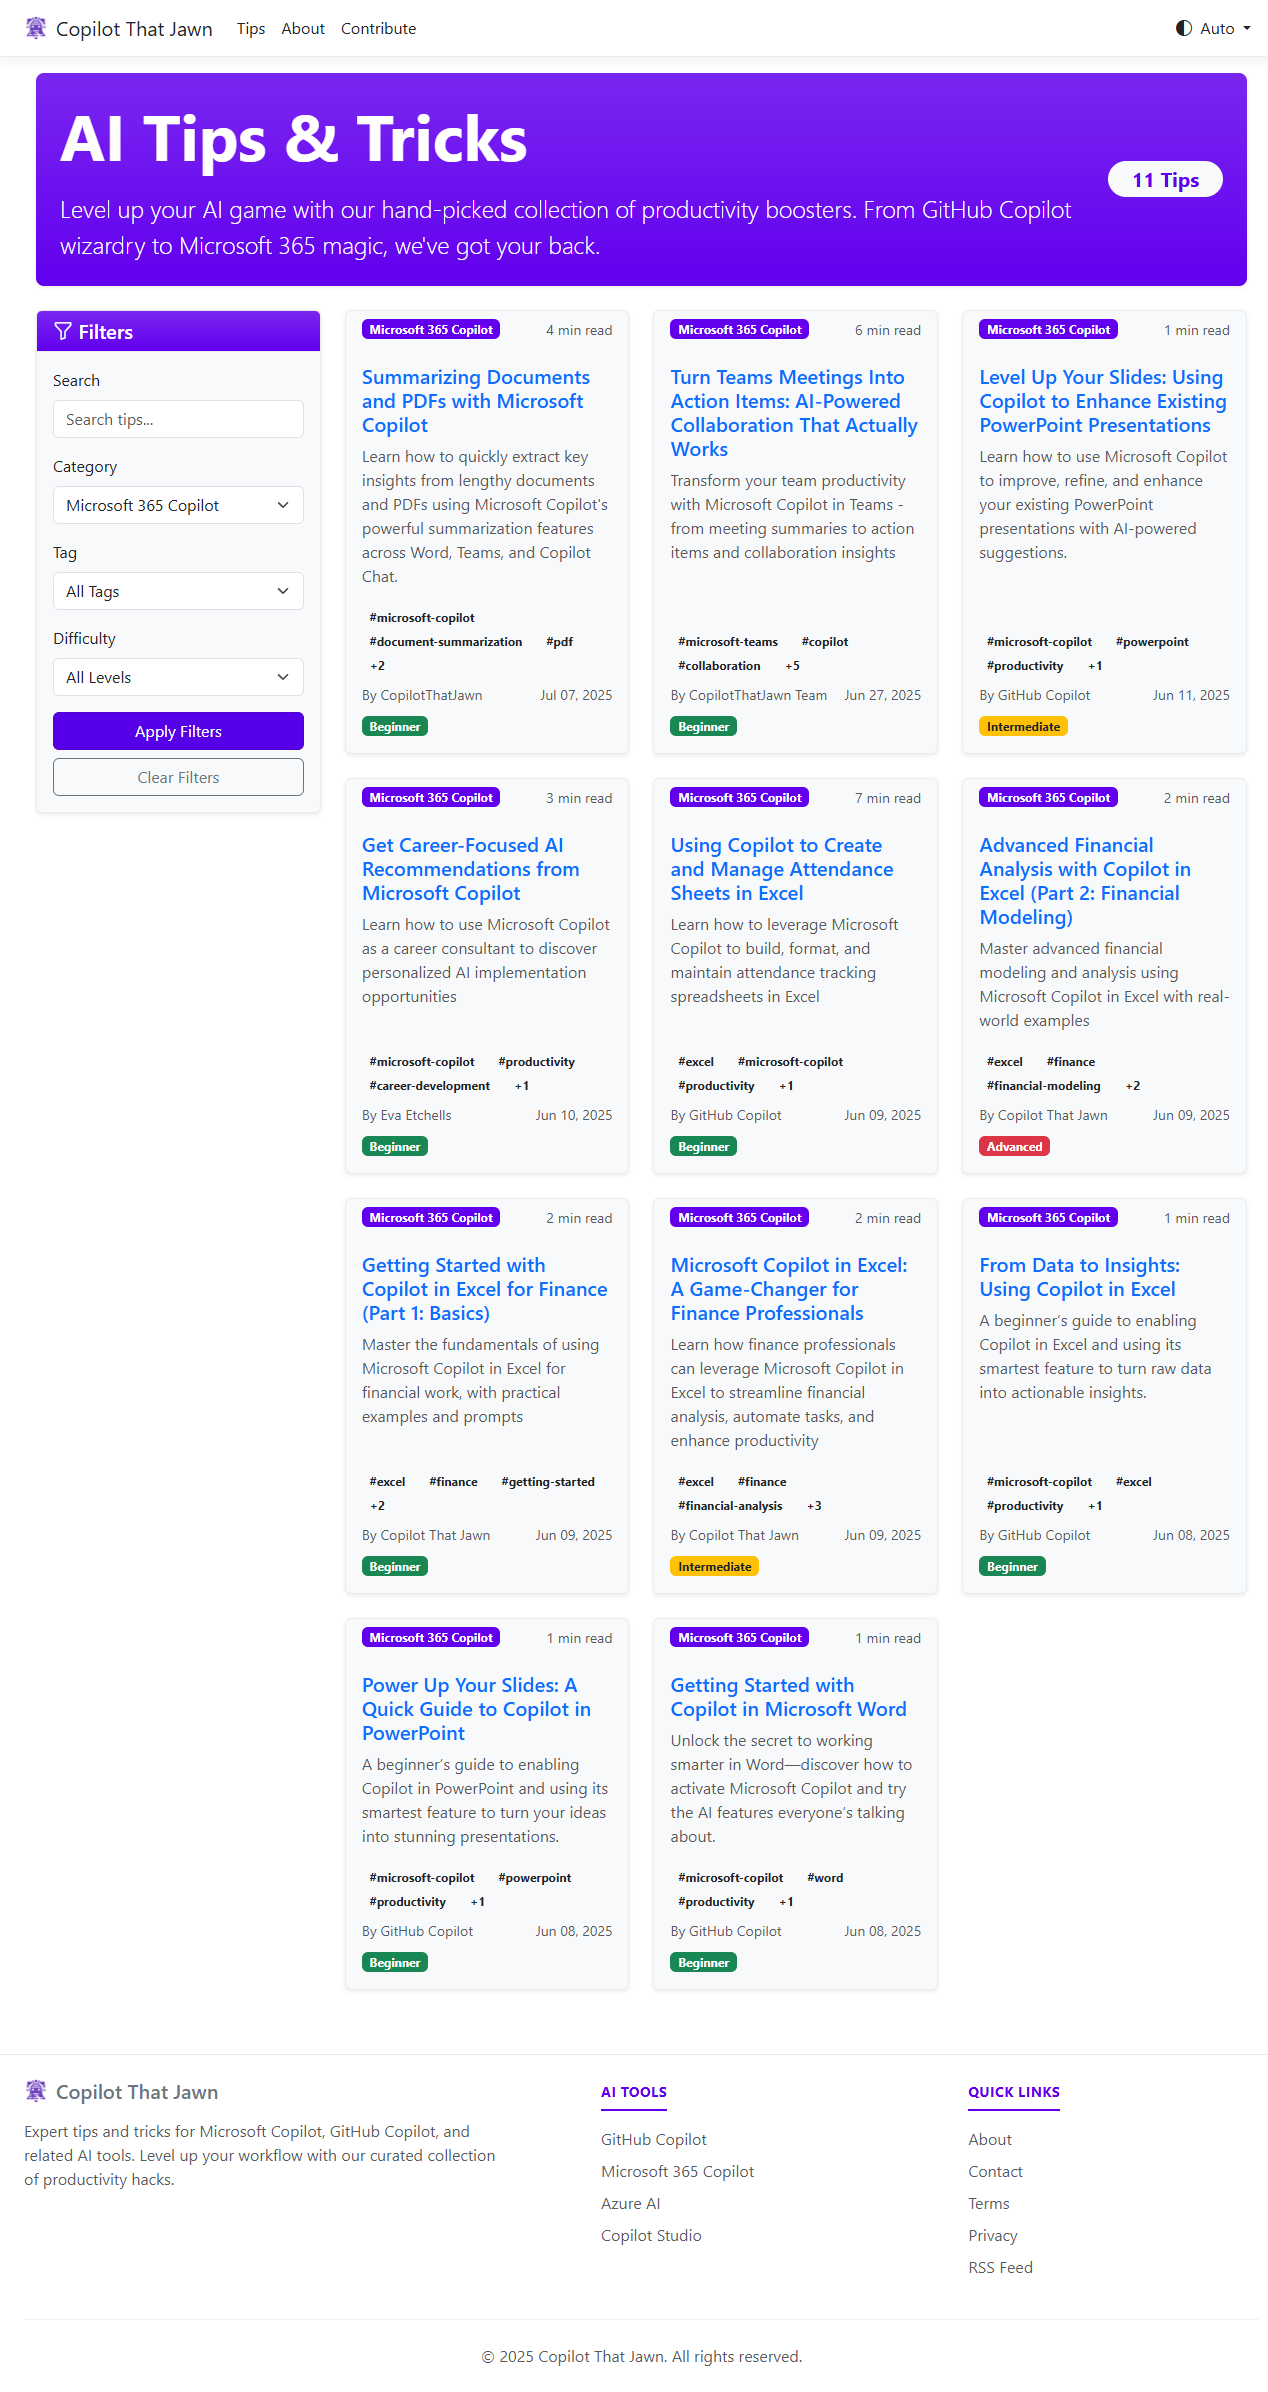 Copilot That Jawn
Tips
About
Contribute
Auto
AI Tips & Tricks
Level up your AI game with our hand-picked collection of productivity boosters. From GitHub Copilot
wizardry to Microsoft 365 magic, we've got your back.
11 Tips
Filters
Search
Search tips...
Category
Microsoft 365 Copilot
Tag
All Tags
Difficulty
All Levels
Apply Filters
Clear Filters
Microsoft 365 Copilot
4 min read
Summarizing Documents
and PDFs with Microsoft
Copilot
Learn how to quickly extract key
insights from lengthy documents
and PDFs using Microsoft Copilot's
powerful summarization features
across Word, Teams, and Copilot
Chat.
#microsoft-copilot
#document-summarization #pdf
+2
By CopilotThatJawn
Jul 07, 2025
Beginner
Microsoft 365 Copilot
6 min read
Turn Teams Meetings Into
Action Items: AI-Powered
Collaboration That Actually
Works
Transform your team productivity
with Microsoft Copilot in Teams -
from meeting summaries to action
items and collaboration insights
#microsoft-teams #copilot
#collaboration +5
By CopilotThatJawn Team
Jun 27, 2025
Beginner
Microsoft 365 Copilot
1 min read
Level Up Your Slides: Using
Copilot to Enhance Existing
PowerPoint Presentations
Learn how to use Microsoft Copilot
to improve, refine, and enhance
your existing PowerPoint
presentations with AI-powered
suggestions.
#microsoft-copilot #powerpoint
#productivity +1
By GitHub Copilot
Jun 11, 2025
Intermediate
Microsoft 365 Copilot
3 min read
Get Career-Focused AI
Recommendations from
Microsoft Copilot
Learn how to use Microsoft Copilot
as a career consultant to discover
personalized AI implementation
opportunities
#microsoft-copilot #productivity
#career-development +1
By Eva Etchells
Jun 10, 2025
Beginner
Microsoft 365 Copilot
7 min read
Using Copilot to Create
and Manage Attendance
Sheets in Excel
Learn how to leverage Microsoft
Copilot to build, format, and
maintain attendance tracking
spreadsheets in Excel
#excel #microsoft-copilot
#productivity +1
By GitHub Copilot
Jun 09, 2025
Beginner
Microsoft 365 Copilot
2 min read
Advanced Financial
Analysis with Copilot in
Excel (Part 2: Financial
Modeling)
Master advanced financial
modeling and analysis using
Microsoft Copilot in Excel with real-
world examples
#excel #finance
#financial-modeling +2
By Copilot That Jawn
Jun 09, 2025
Advanced
Microsoft 365 Copilot
2 min read
Getting Started with
Copilot in Excel for Finance
(Part 1: Basics)
Master the fundamentals of using
Microsoft Copilot in Excel for
financial work, with practical
examples and prompts
#excel #finance #getting-started
+2
By Copilot That Jawn
Jun 09, 2025
Beginner
Microsoft 365 Copilot
2 min read
Microsoft Copilot in Excel:
A Game-Changer for
Finance Professionals
Learn how finance professionals
can leverage Microsoft Copilot in
Excel to streamline financial
analysis, automate tasks, and
enhance productivity
#excel #finance
#financial-analysis +3
By Copilot That Jawn
Jun 09, 2025
Intermediate
Microsoft 365 Copilot
1 min read
From Data to Insights:
Using Copilot in Excel
A beginner’s guide to enabling
Copilot in Excel and using its
smartest feature to turn raw data
into actionable insights.
#microsoft-copilot #excel
#productivity +1
By GitHub Copilot
Jun 08, 2025
Beginner
Microsoft 365 Copilot
1 min read
Power Up Your Slides: A
Quick Guide to Copilot in
PowerPoint
A beginner’s guide to enabling
Copilot in PowerPoint and using its
smartest feature to turn your ideas
into stunning presentations.
#microsoft-copilot #powerpoint
#productivity +1
By GitHub Copilot
Jun 08, 2025
Beginner
Microsoft 365 Copilot
1 min read
Getting Started with
Copilot in Microsoft Word
Unlock the secret to working
smarter in Word—discover how to
activate Microsoft Copilot and try
the AI features everyone’s talking
about.
#microsoft-copilot #word
#productivity +1
By GitHub Copilot
Jun 08, 2025
Beginner
Copilot That Jawn
Expert tips and tricks for Microsoft Copilot, GitHub Copilot, and
related AI tools. Level up your workflow with our curated collection
of productivity hacks.
AI TOOLS
GitHub Copilot
Microsoft 365 Copilot
Azure AI
Copilot Studio
QUICK LINKS
About
Contact
Terms
Privacy
RSS Feed
© 2025 Copilot That Jawn. All rights reserved.